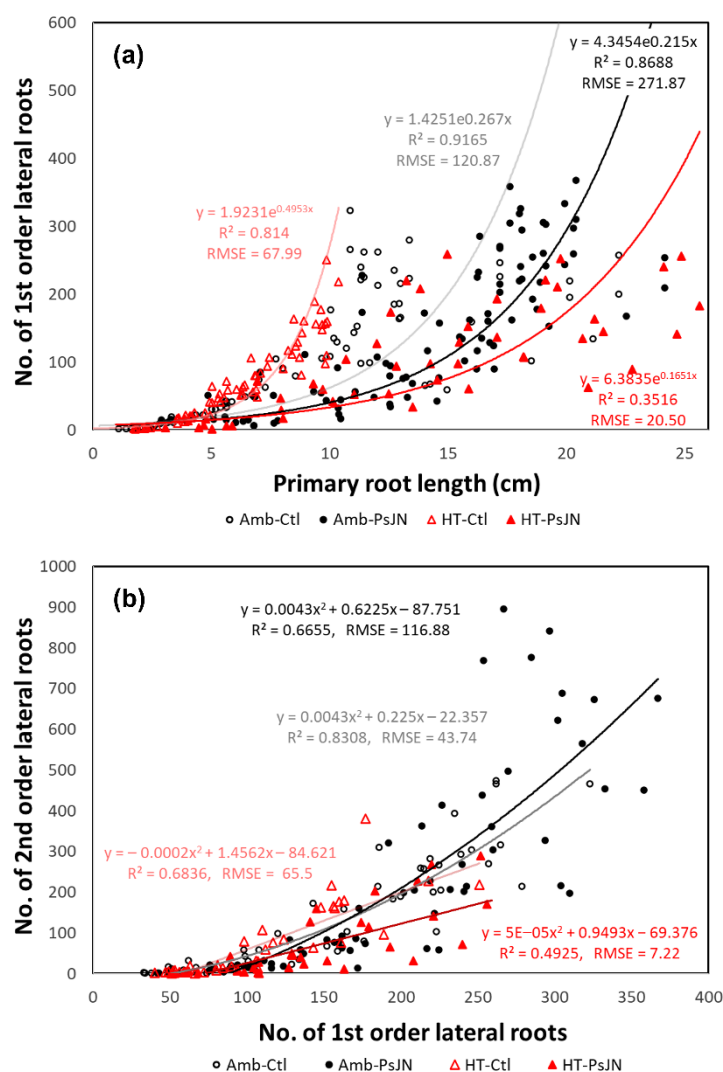 (a)
No. of 1st order lateral roots
600
500
400
300
200
100
0
y = 4.3454e0.215x
R² = 0.8688
RMSE = 271.87
y = 1.4251e0.267x
R² = 0.9165
RMSE = 120.87
y = 1.9231e0.4953x
R² = 0.814
RMSE = 67.99
y = 6.3835e0.1651x
R² = 0.3516
RMSE = 20.50
0 5 10 15 20 25
Primary root length (cm)
Amb-Ctl Amb-PsJN HT-Ctl HT-PsJN
(b)
No. of 2nd order lateral roots
1000
900
800
700
600
500
400
300
200
100
0
y = 0.0043x² + 0.6225x − 87.751
R² = 0.6655, RMSE = 116.88
y = 0.0043x² + 0.225x − 22.357
R² = 0.8308, RMSE = 43.74
y = − 0.0002x² + 1.4562x − 84.621
R² = 0.6836, RMSE = 65.5
y = 5E−05x² + 0.9493x − 69.376
R² = 0.4925, RMSE = 7.22
0 50 100 150 200 250 300 350 400
No. of 1st order lateral roots
Amb-Ctl Amb-PsJN HT-Ctl HT-PsJN